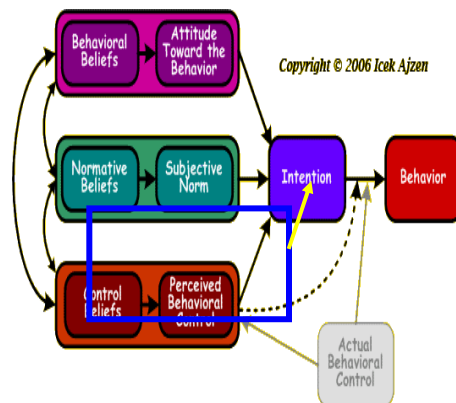 Behavioral
Beliefs
Attitude
Toward the
Behavior
Copyright © 2006 Icek Ajzen
Normative
Beliefs
Subjective
Norm
Intention
Behavior
Control
Beliefs
Perceived
Behavioral
Control
Actual
Behavioral
Control